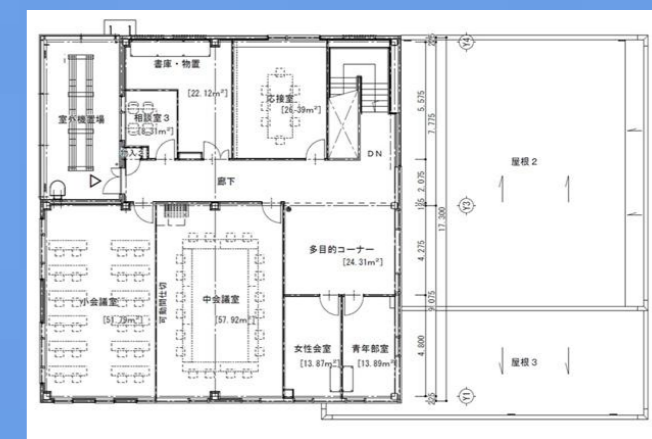 書庫・物置
[22.12m²]
応接室
[26.39m²]
室外機置場
相談室3
DN
廊下
屋根2
多目的コーナー
[24.31m²]
小会議室
可動間仕切
中会議室
[57.92m²]
女性会室
[13.87m²]
青年部室
[13.89m²]
屋根3
Y4
Y3
Y1
5.575
7.775
2.075
17.300
4.275
9.075
4.800